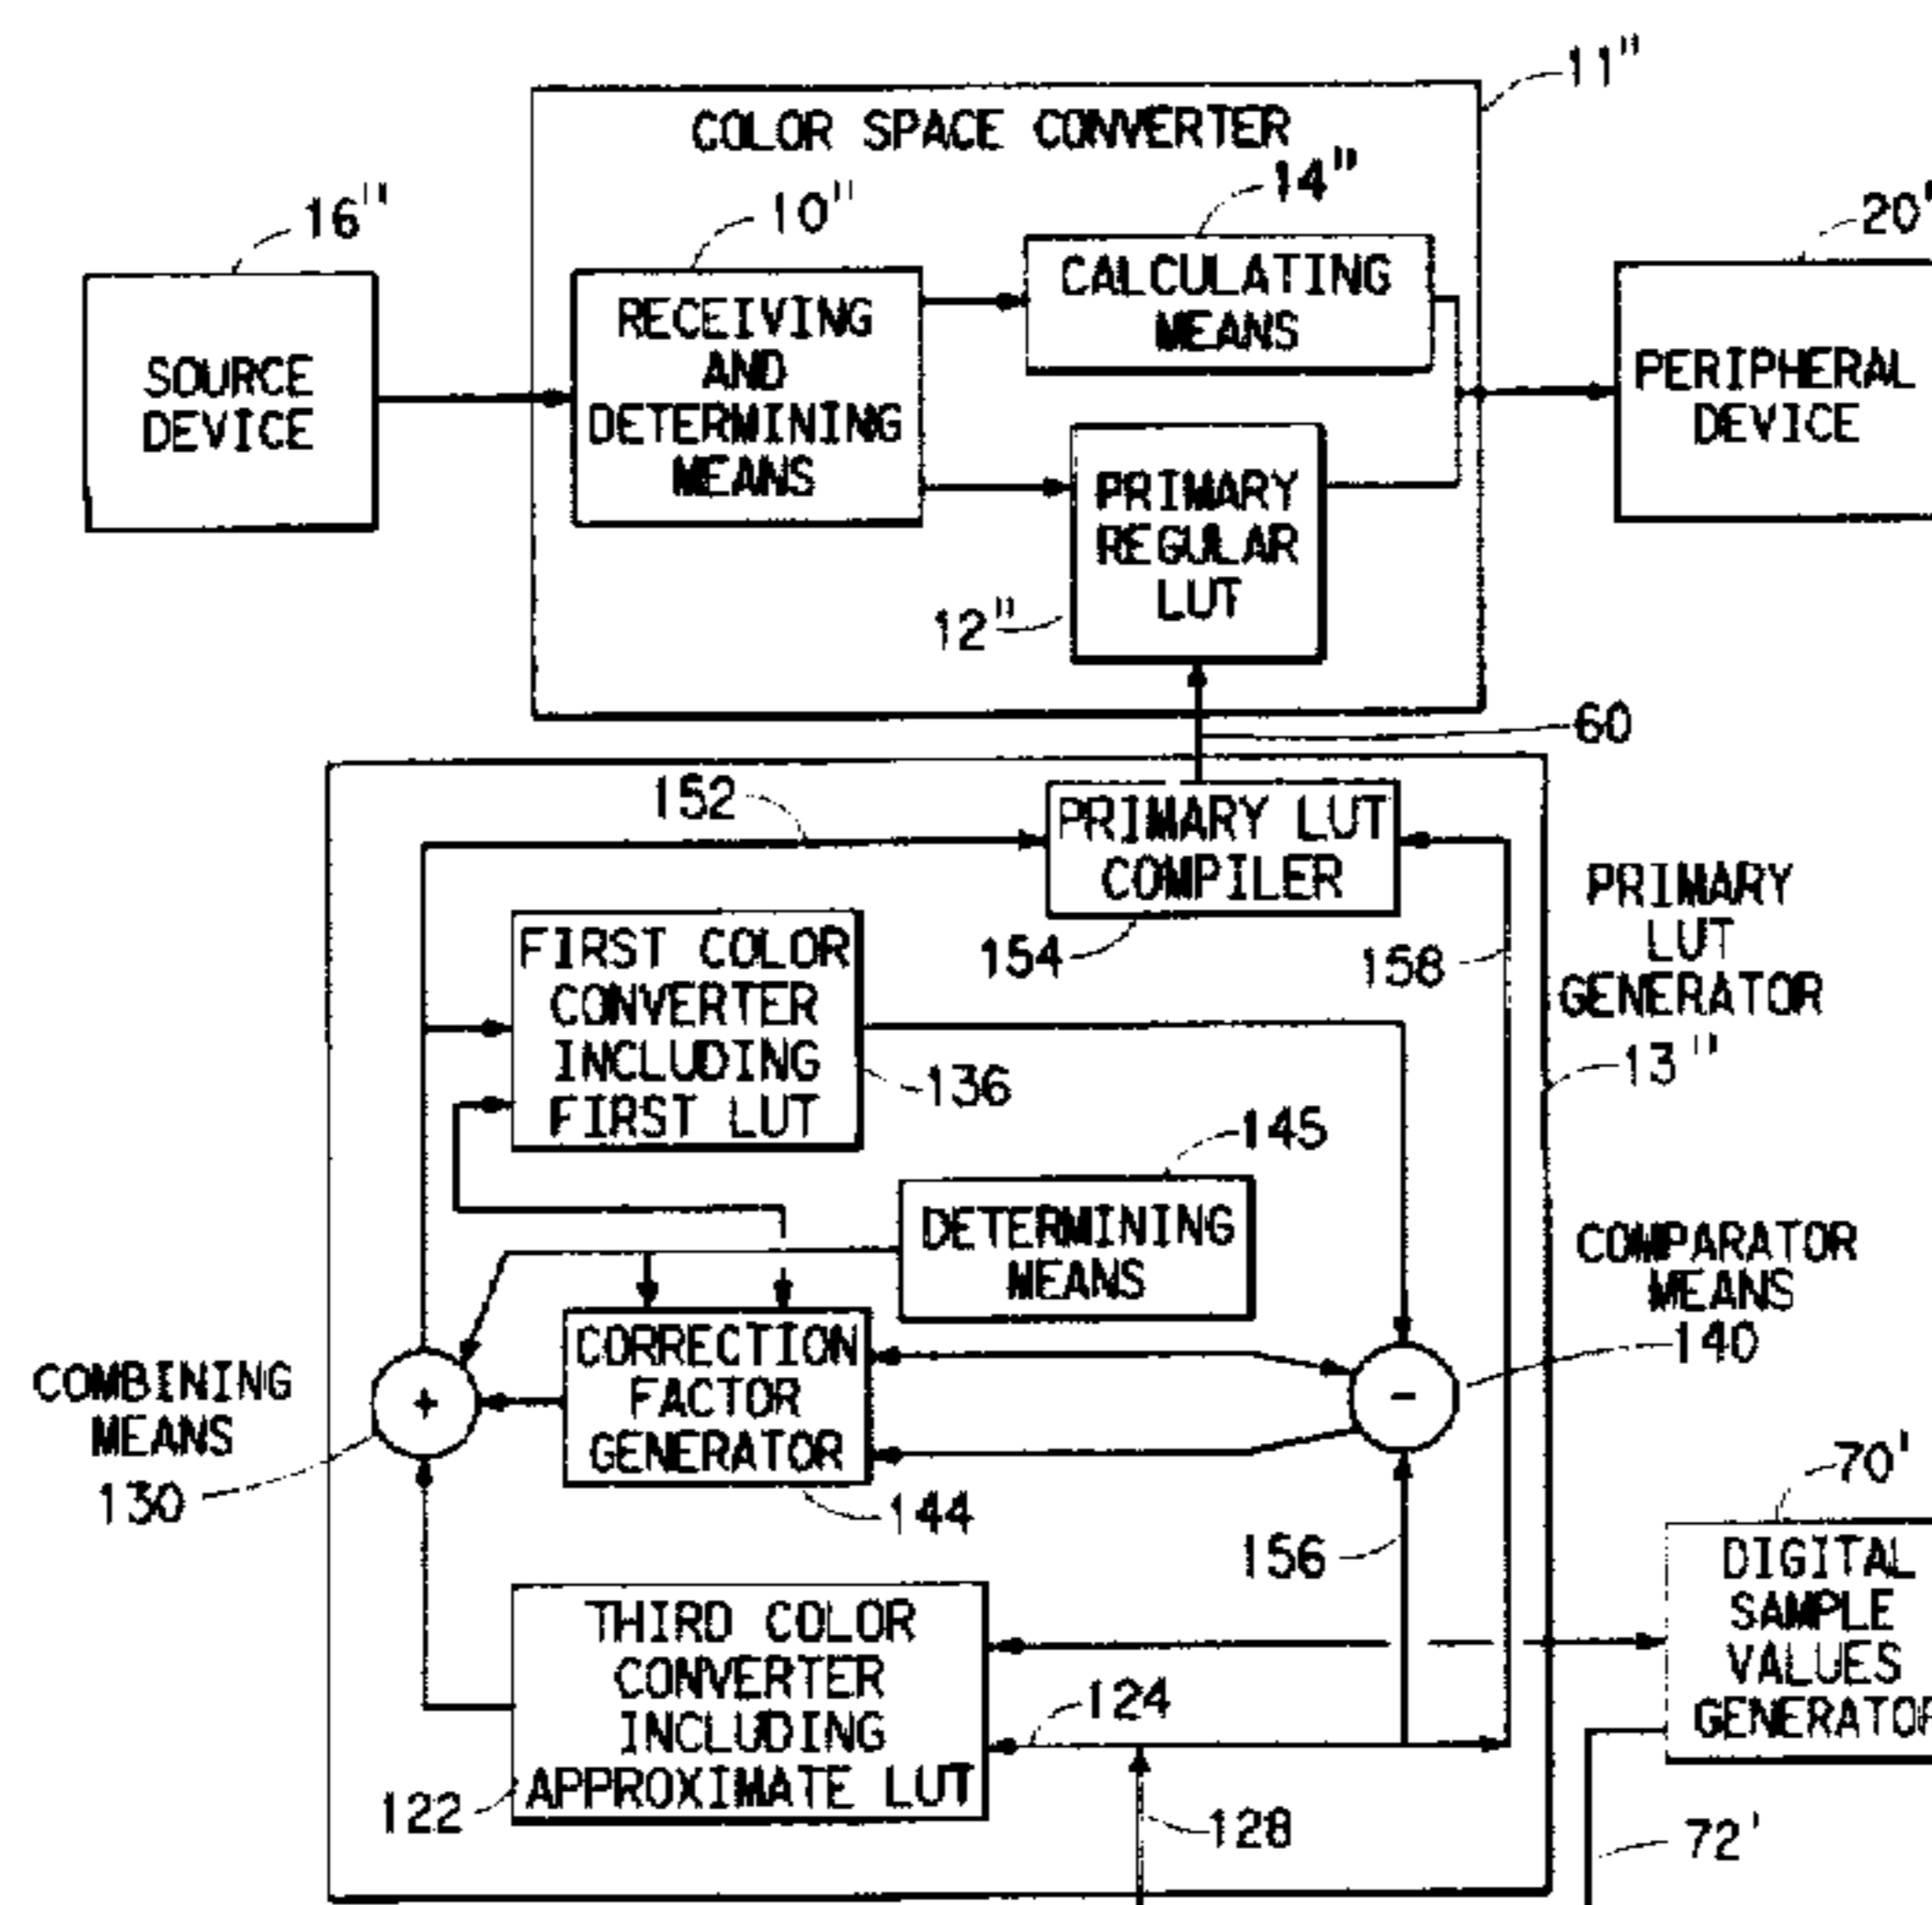 11"
COLOR SPACE CONVERTER
16"
10"
14"
20"
SOURCE
DEVICE
RECEIVING
AND
DETERMINING
MEANS
CALCULATING
MEANS
PERIPHERAL
DEVICE
PRIMARY
REGULAR
LUT
12"
60
152
PRIMARY LUT
COMPILER
154
158
PRIMARY
LUT
GENERATOR
13"
FIRST COLOR
CONVERTER
INCLUDING
FIRST LUT
136
145
DETERMINING
MEANS
COMPARATOR
MEANS
140
COMBINING
MEANS
130
+
CORRECTION
FACTOR
GENERATOR
144
-
156
70'
DIGITAL
SAMPLE
VALUES
GENERATOR
THIRD COLOR
CONVERTER
INCLUDING
APPROXIMATE LUT
122
124
128
72'